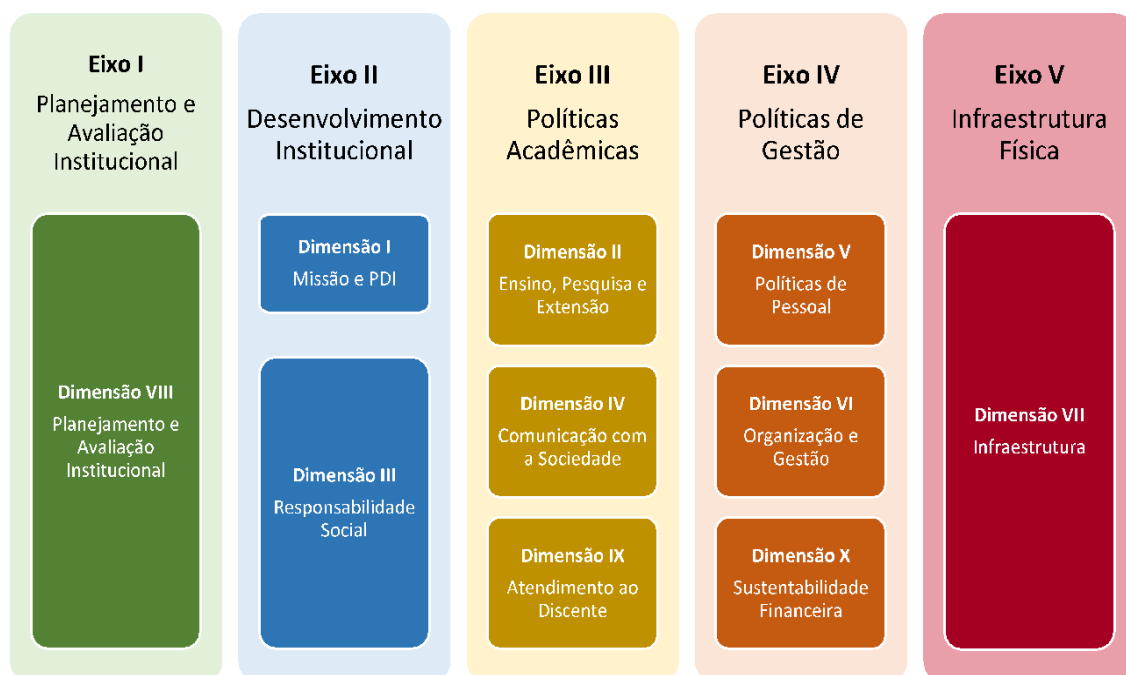 Eixo I
Planejamento e
Avaliação
Institucional
Dimensão VIII
Planejamento e
Avaliação
Institucional
Eixo II
Desenvolvimento
Institucional
Dimensão I
Missão e PDI
Dimensão III
Responsabilidade
Social
Eixo III
Políticas
Acadêmicas
Dimensão II
Ensino, Pesquisa e
Extensão
Dimensão IV
Comunicação com
a Sociedade
Dimensão IX
Atendimento ao
Discente
Eixo IV
Políticas de
Gestão
Dimensão V
Políticas de
Pessoal
Dimensão VI
Organização e
Gestão
Dimensão X
Sustentabilidade
Financeira
Eixo V
Infraestrutura
Física
Dimensão VII
Infraestrutura